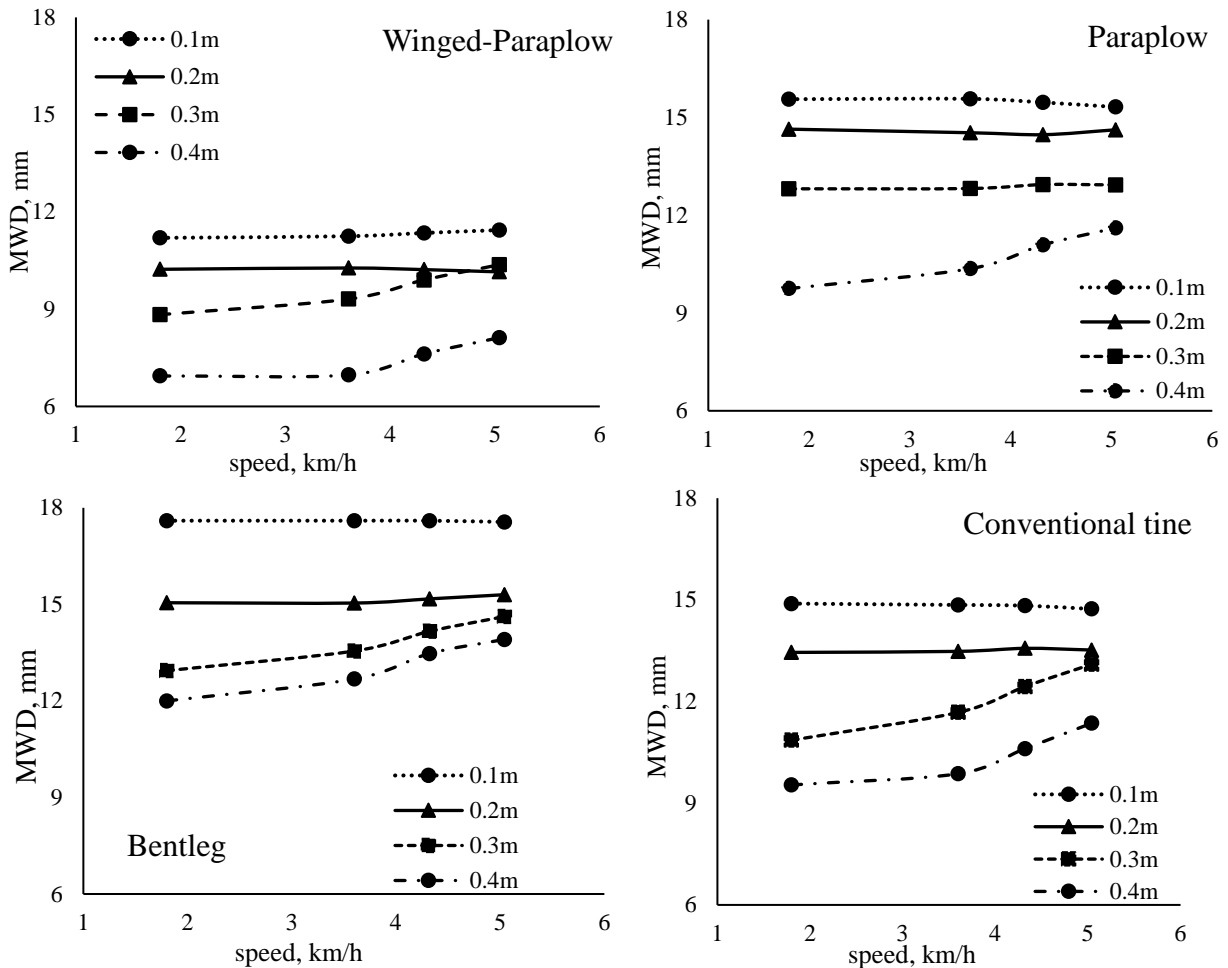 Winged-Paraplow
MWD, mm
18
15
12
9
6
1 2 3 4 5 6
speed, km/h
0.1m
0.2m
0.3m
0.4m
Paraplow
MWD, mm
18
15
12
9
6
1 2 3 4 5 6
speed, km/h
0.1m
0.2m
0.3m
0.4m
Bentleg
MWD, mm
18
15
12
9
6
1 2 3 4 5 6
speed, km/h
0.1m
0.2m
0.3m
0.4m
Conventional tine
MWD, mm
18
15
12
9
6
1 2 3 4 5 6
speed, km/h
0.1m
0.2m
0.3m
0.4m